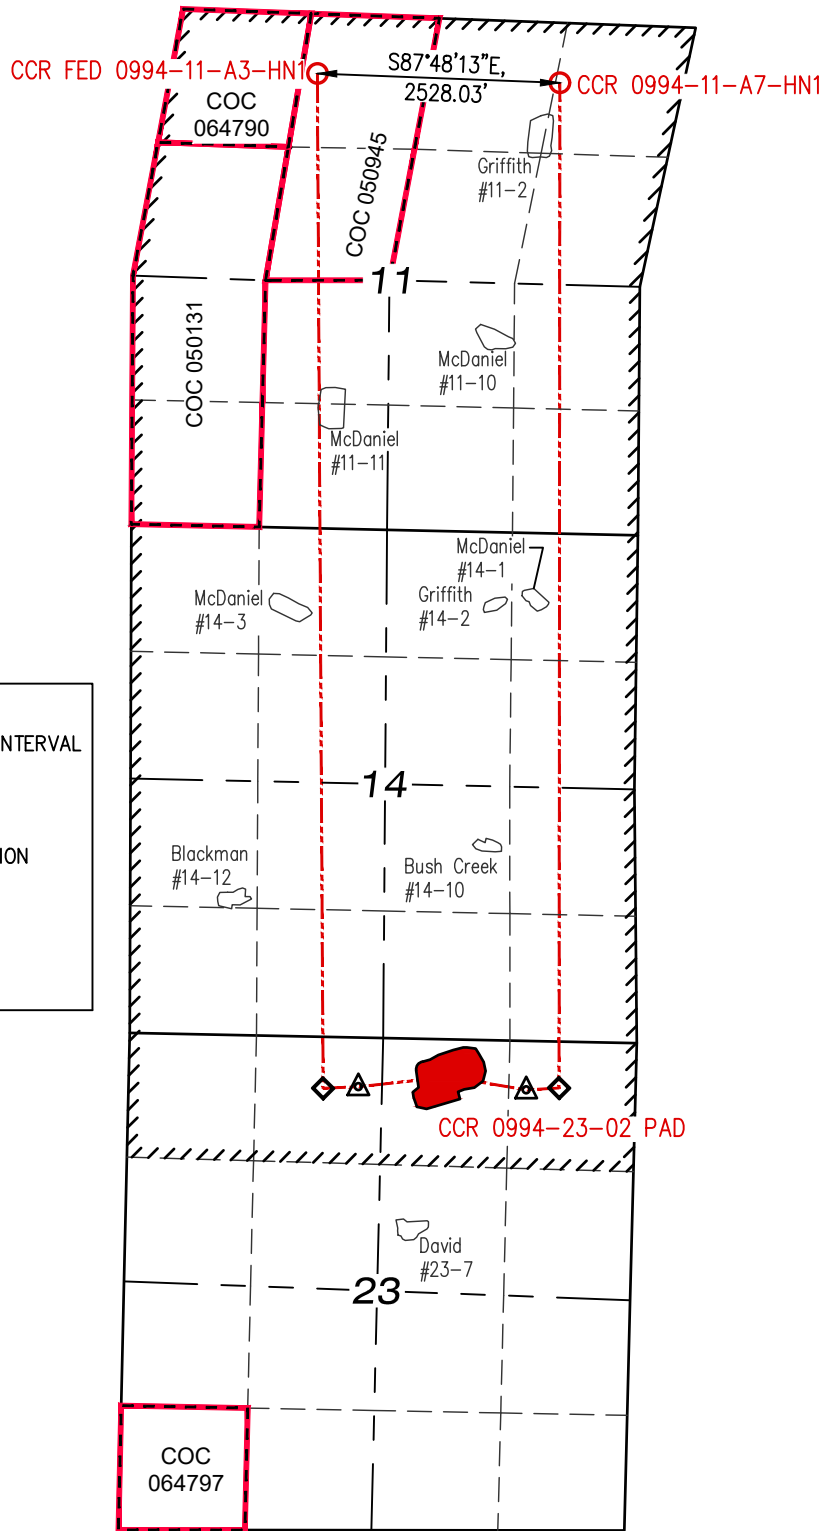 S87°48'13"E,
2528.03'
CCR FED 0994-11-A3-HN1
CCR 0994-11-A7-HN1
COC
064790
COC 050945
Griffith
#11-2
11
COC 050131
McDaniel
#11-10
McDaniel
#11-11
McDaniel
#14-1
McDaniel
#14-3
Griffith
#14-2
NTERVAL
14
ION
Blackman
#14-12
Bush Creek
#14-10
CCR 0994-23-02 PAD
David
#23-7
23
COC
064797